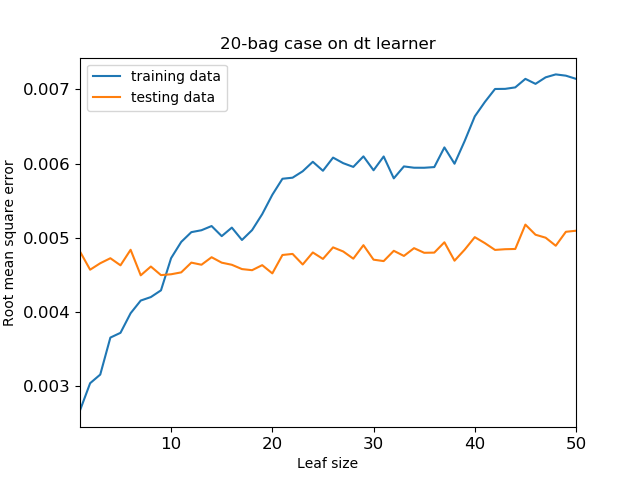 20-bag case on dt learner
training data
testing data
0.007
0.006
0.005
0.004
0.003
Root mean square error
10
20
30
40
50
Leaf size